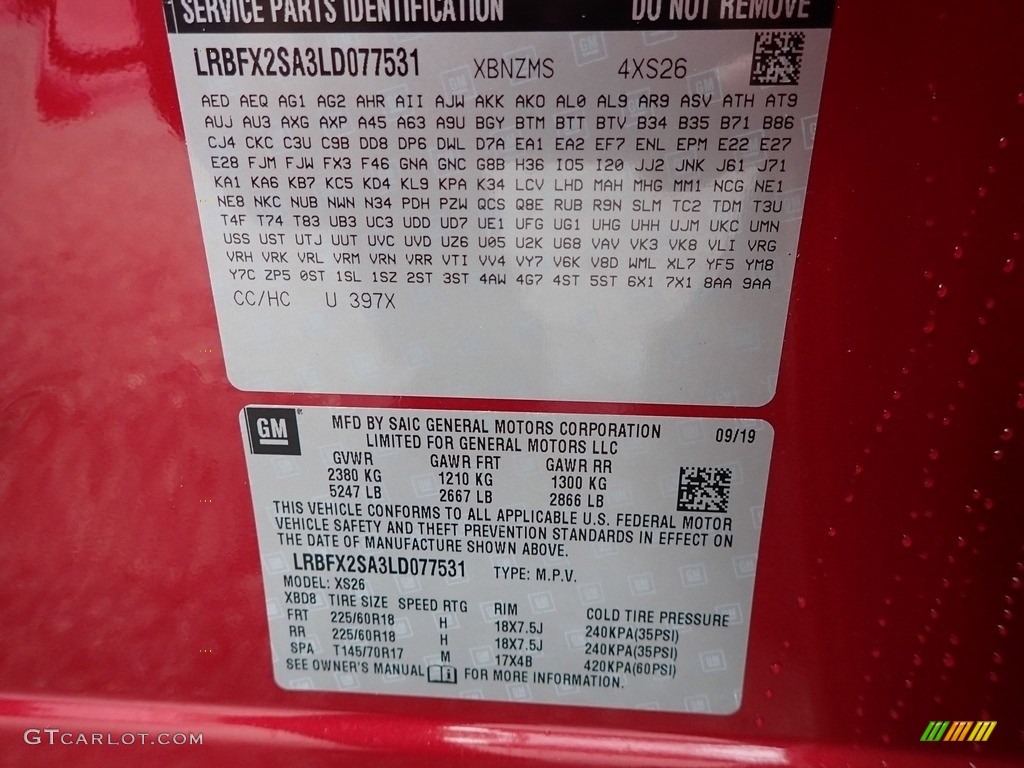 SERVICE PARTS IDENTIFICATION DO NOT REMOVE
LRBFX2SA3LD077531 XBNZMS 4XS26
AED AEQ AG1 AG2 AHR AII AJW AKK AKO AL0 AL9 AR9 ASV ATH AT9
AUJ AU3 AXG AXP A45 A63 A9U BGY BTM BTT BTV B34 B35 B71 B86
CJ4 CKC C3U C9B DD8 DP6 DWL D7A EA1 EA2 EF7 ENL EPM E22 E27
E28 FJM FJW FX3 F46 GNA GNC G8B H36 IO5 I20 JJ2 JNK J61 J71
KA1 KA6 KB7 KC5 KD4 KL9 KPA K34 LCV LHD MAH MHG MM1 NCG NE1
NE8 NKC NUB NWN N34 PDH PZW QCS Q8E RUB R9N SLM TC2 TDM T3U
T4F T74 T83 UB3 UC3 UDD UD7 UE1 UFG UG1 UHG UHH UJM UKC UMN
USS UST UTJ UUT UVC UVD UZ6 U05 U2K U68 VAV VK3 VK8 VLI VRG
VRH VRK VRL VRM VRN VRR VTI VV4 VY7 V6K V8D WML XL7 YF5 YM8
Y7C ZP5 0ST 1SL 1SZ 2ST 3ST 4AW 4G7 4ST 5ST 6X1 7X1 8AA 9AA
CC/HC U 397X
GM MFD BY SAIC GENERAL MOTORS CORPORATION 09/19
LIMITED FOR GENERAL MOTORS LLC
GVWR GAWR FRT GAWR RR
2380 KG 1210 KG 1300 KG
5247 LB 2667 LB 2866 LB
THIS VEHICLE CONFORMS TO ALL APPLICABLE U.S. FEDERAL MOTOR
VEHICLE SAFETY AND THEFT PREVENTION STANDARDS IN EFFECT ON
THE DATE OF MANUFACTURE SHOWN ABOVE.
LRBFX2SA3LD077531 TYPE: M.P.V.
MODEL: XS26
XBD8 TIRE SIZE SPEED RTG RIM COLD TIRE PRESSURE
FRT 225/60R18 H 18X7.5J 240KPA(35PSI)
RR 225/60R18 H 18X7.5J 240KPA(35PSI)
SPA T145/70R17 M 17X4B 420KPA(60PSI)
SEE OWNER'S MANUAL FOR MORE INFORMATION.
GTCARLOT.COM